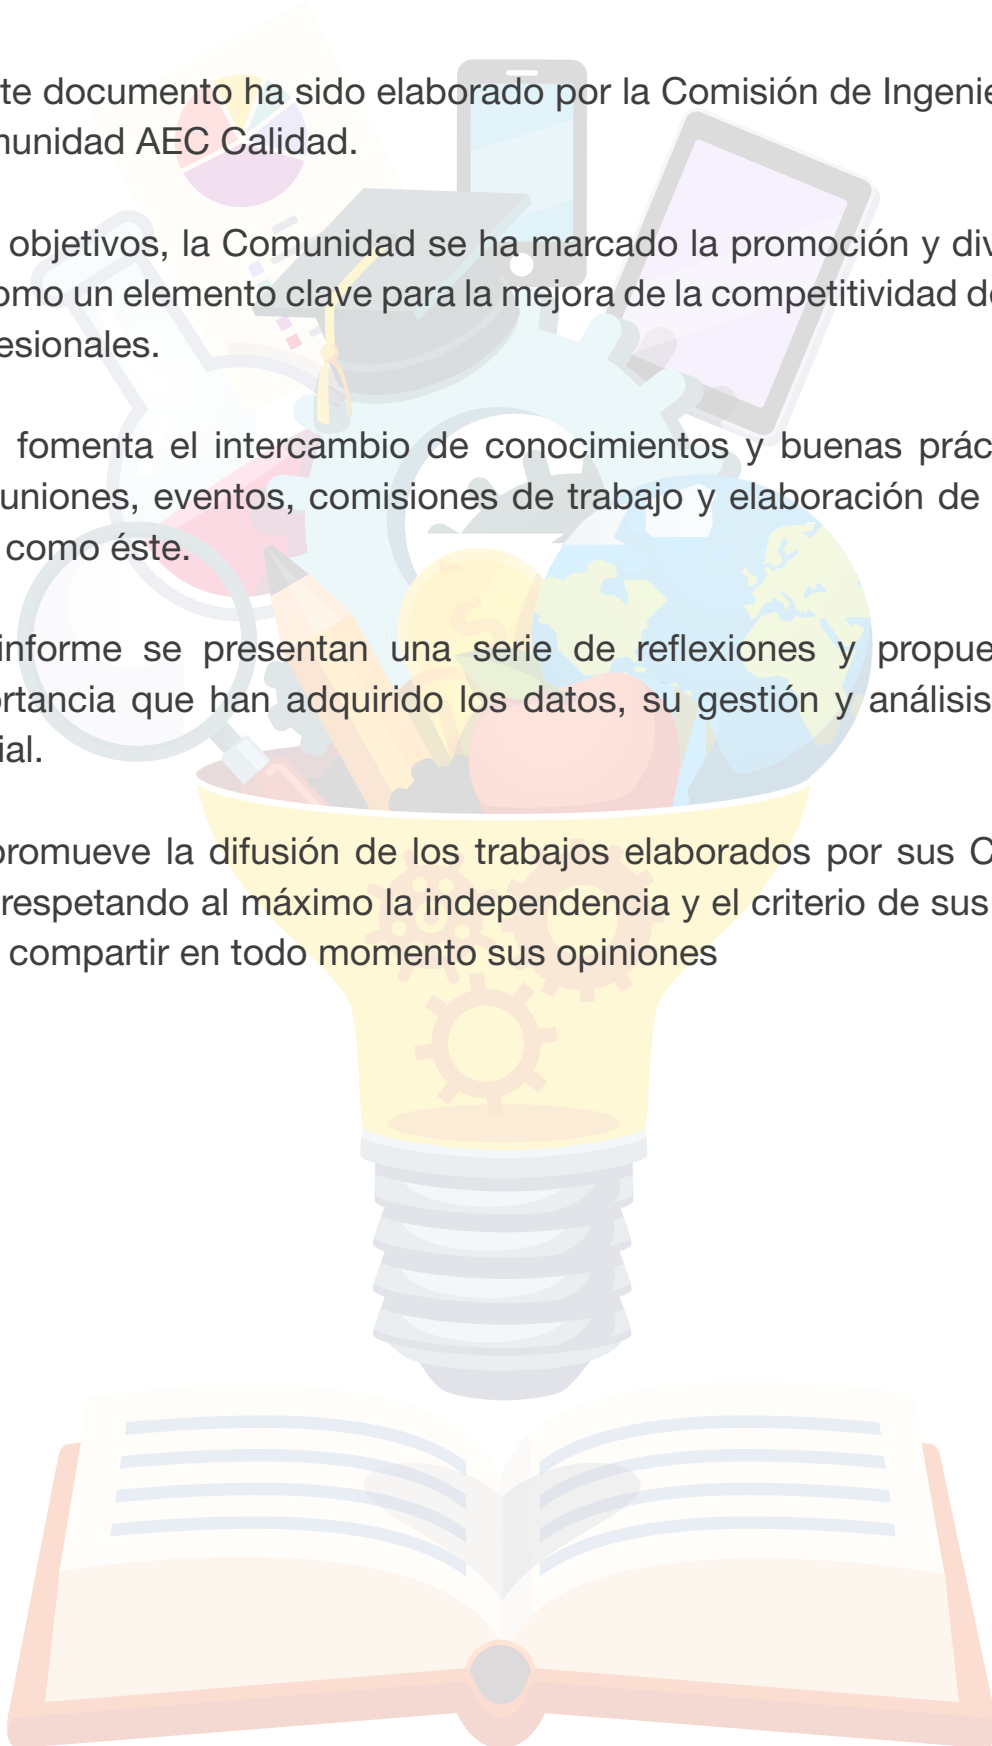 te documento ha sido elaborado por la Comisión de Ingenie
munidad AEC Calidad.
objetivos, la Comunidad se ha marcado la promoción y div
omo un elemento clave para la mejora de la competitividad de
esionales.
fomenta el intercambio de conocimientos y buenas prác
uniones, eventos, comisiones de trabajo y elaboración de
como éste.
informe se presentan una serie de reflexiones y propue
ortancia que han adquirido los datos, su gestión y análisis
ial.
promueve la difusión de los trabajos elaborados por sus C
respetando al máximo la independencia y el criterio de sus
compartir en todo momento sus opiniones